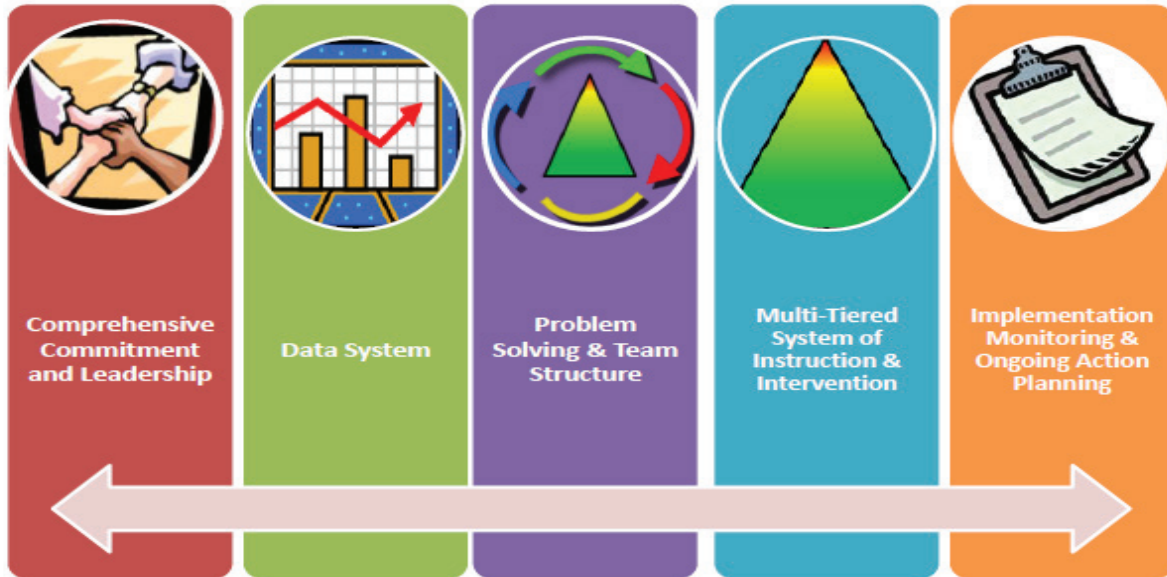 Comprehensive
Commitment
and Leadership
Data System
Problem
Solving & Team
Structure
Multi-Tiered
System of
Instruction &
Intervention
Implementation
Monitoring &
Ongoing Action
Planning